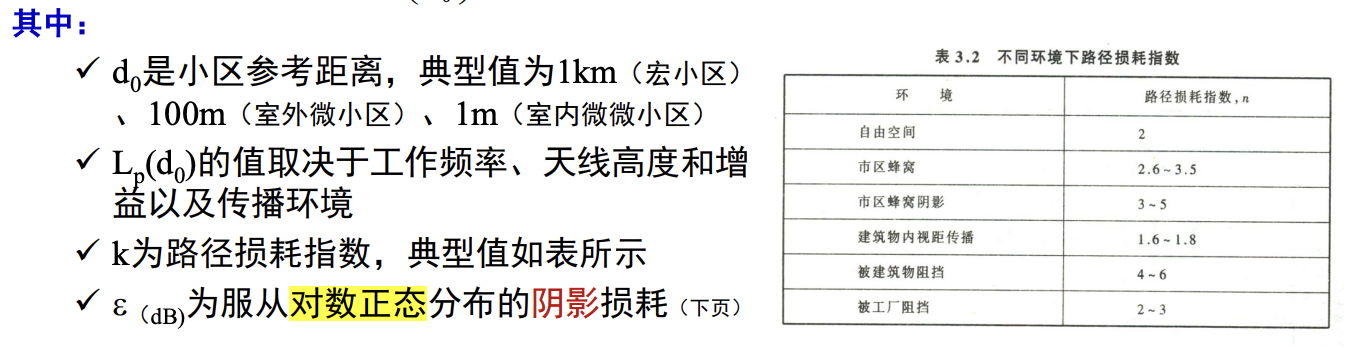 其中：
✓ d0是小区参考距离，典型值为1km（宏小区）
、100m（室外微小区）、1m（室内微微小区）
✓ Lp(d0)的值取决于工作频率、天线高度和增
益以及传播环境
✓ k为路径损耗指数，典型值如表所示
✓ ε（dB)为服从对数正态分布的阴影损耗（下页）
表 3.2 不同环境下路径损耗指数
环 境 路径损耗指数,n
自由空间 2
市区蜂窝 2.6~3.5
市区蜂窝阴影 3~5
建筑物内视距传播 1.6~1.8
被建筑物阻挡 4~6
被工厂阻挡 2~3